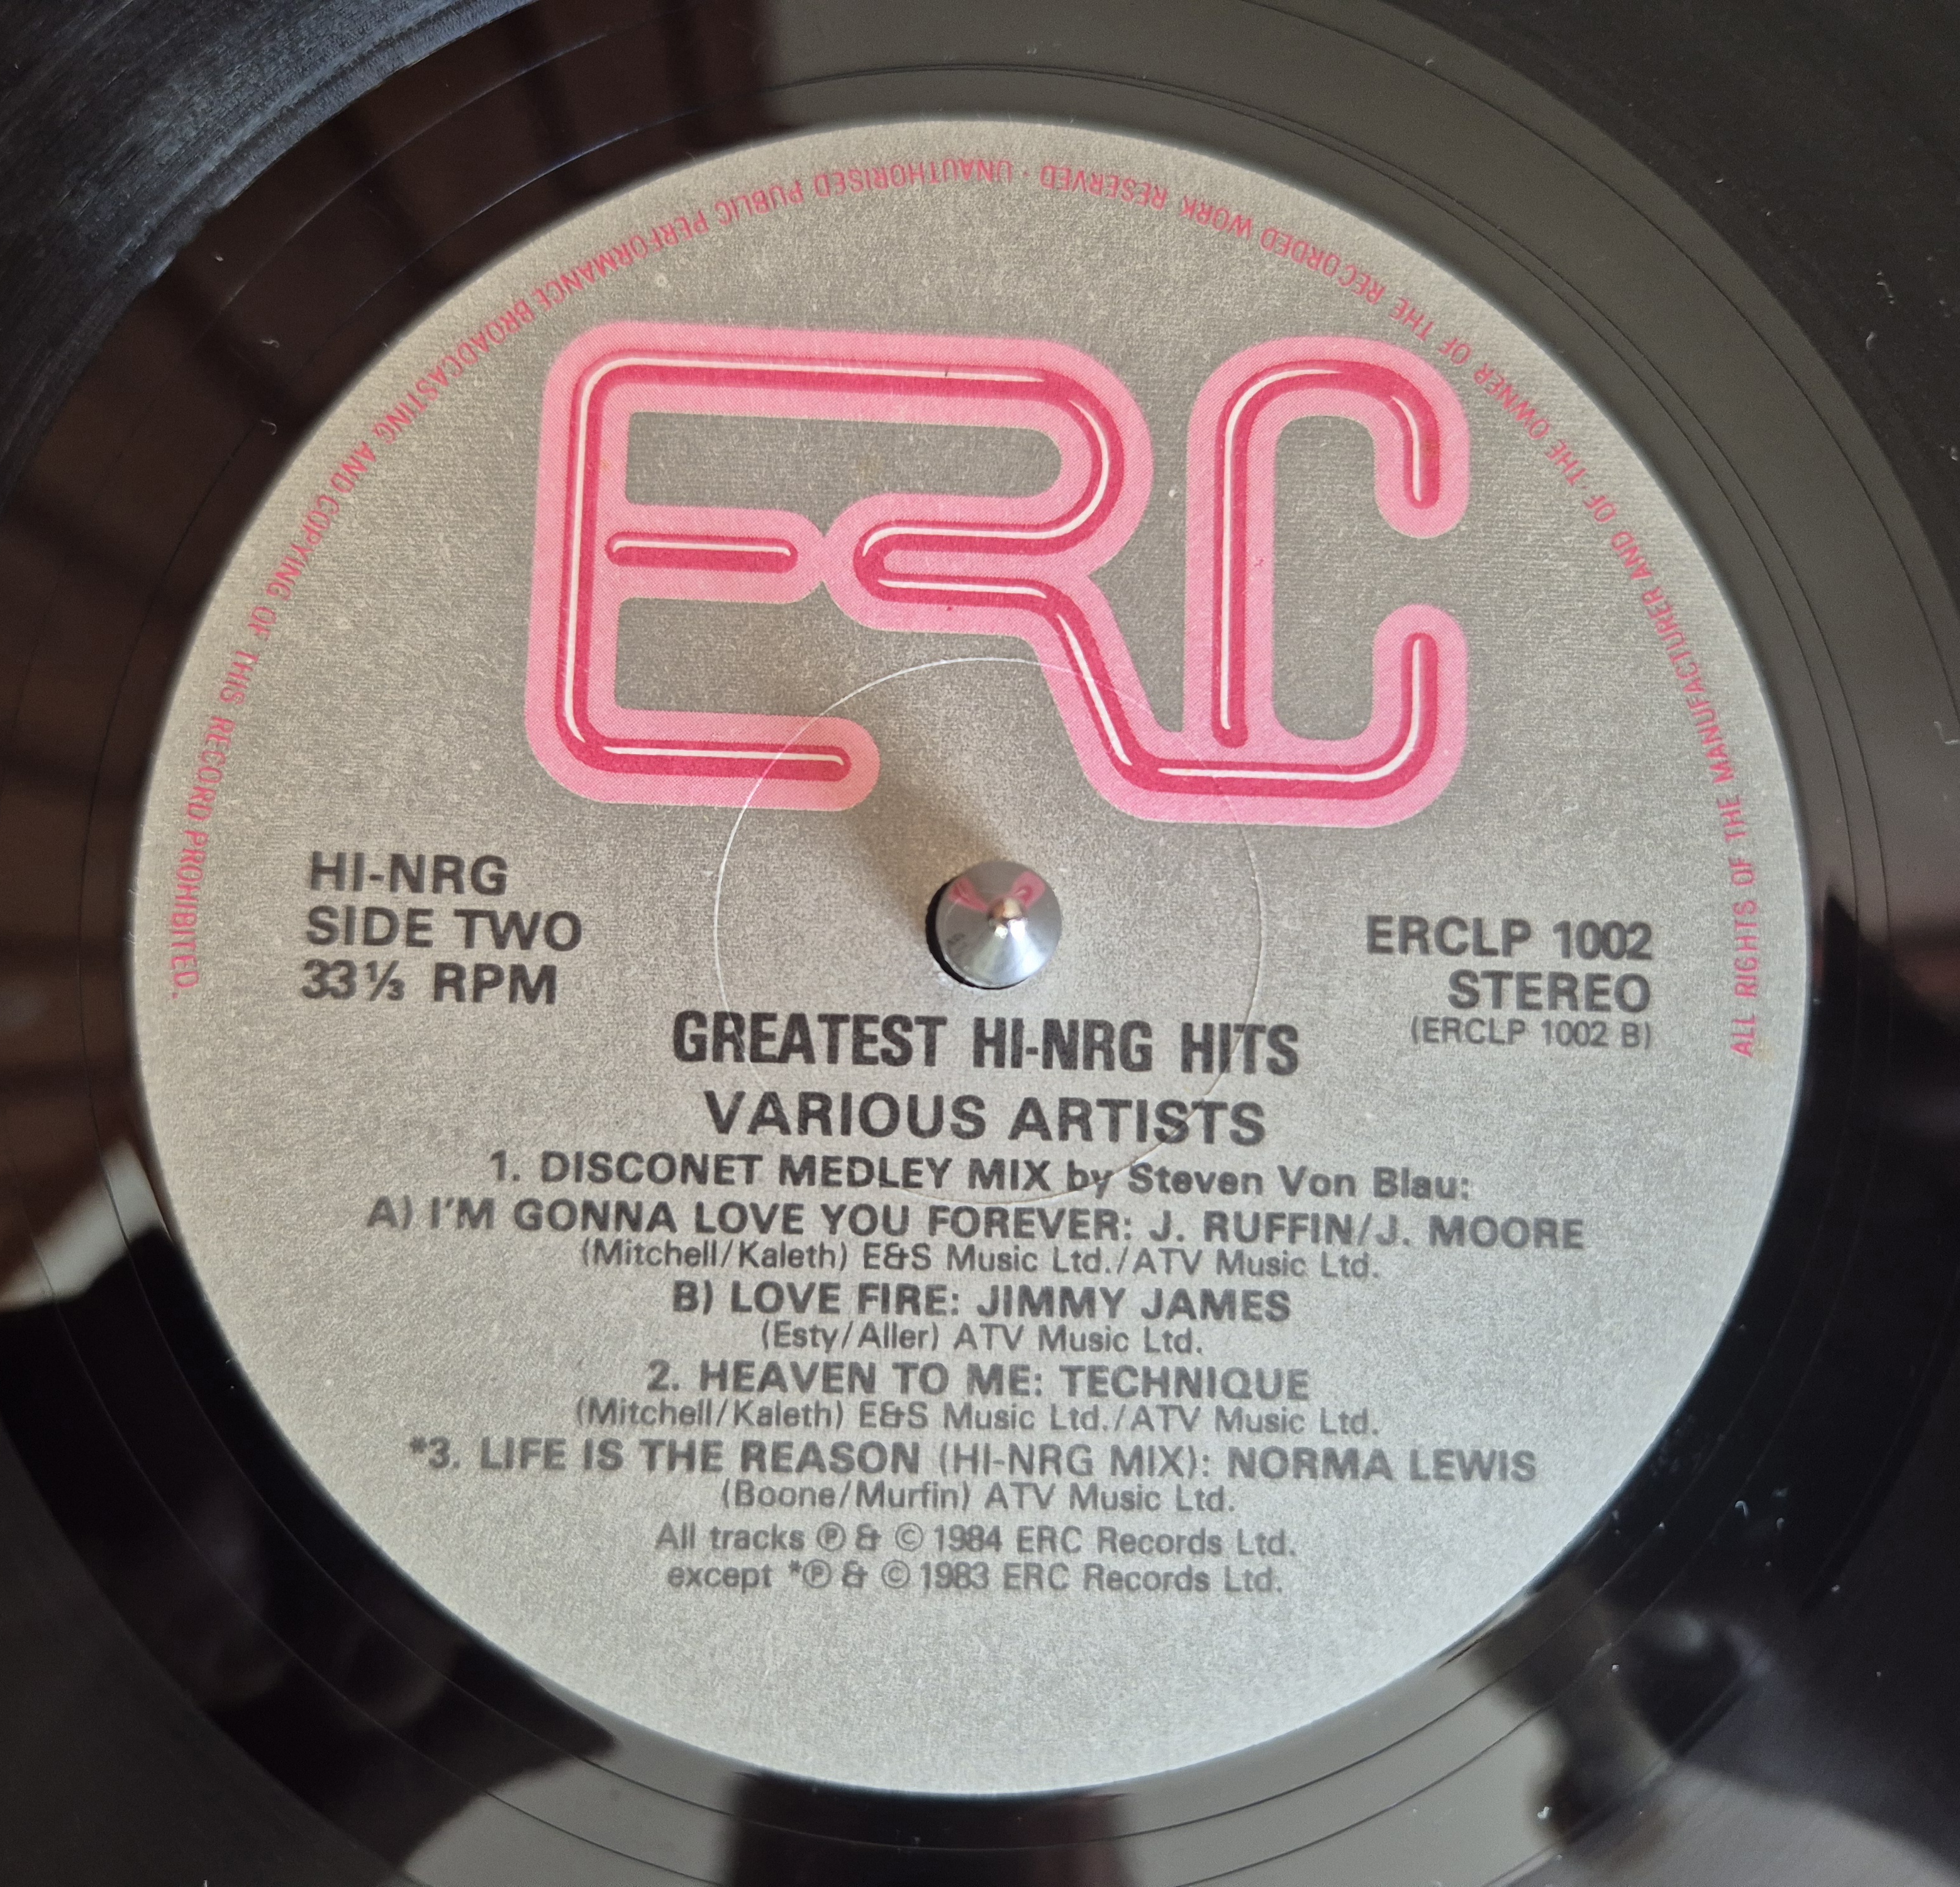 ERC
HI-NRG
SIDE TWO
33⅓ RPM
ERCLP 1002
STEREO
(ERCLP 1002 B)
GREATEST HI-NRG HITS
VARIOUS ARTISTS
1. DISCONET MEDLEY MIX by Steven Von Blau:
A) I'M GONNA LOVE YOU FOREVER: J. RUFFIN/J. MOORE
(Mitchell/Kaleth) E&S Music Ltd./ATV Music Ltd.
B) LOVE FIRE: JIMMY JAMES
(Esty/Aller) ATV Music Ltd.
2. HEAVEN TO ME: TECHNIQUE
(Mitchell/Kaleth) E&S Music Ltd./ATV Music Ltd.
*3. LIFE IS THE REASON (HI-NRG MIX): NORMA LEWIS
(Boone/Murfin) ATV Music Ltd.
All tracks ℗ & © 1984 ERC Records Ltd.
except *℗ & © 1983 ERC Records Ltd.
ALL RIGHTS OF THE MANUFACTURER AND OF THE OWNER OF THE RECORDED WORK RESERVED · UNAUTHORISED PUBLIC PERFORMANCE BROADCASTING AND COPYING OF THIS RECORD PROHIBITED.